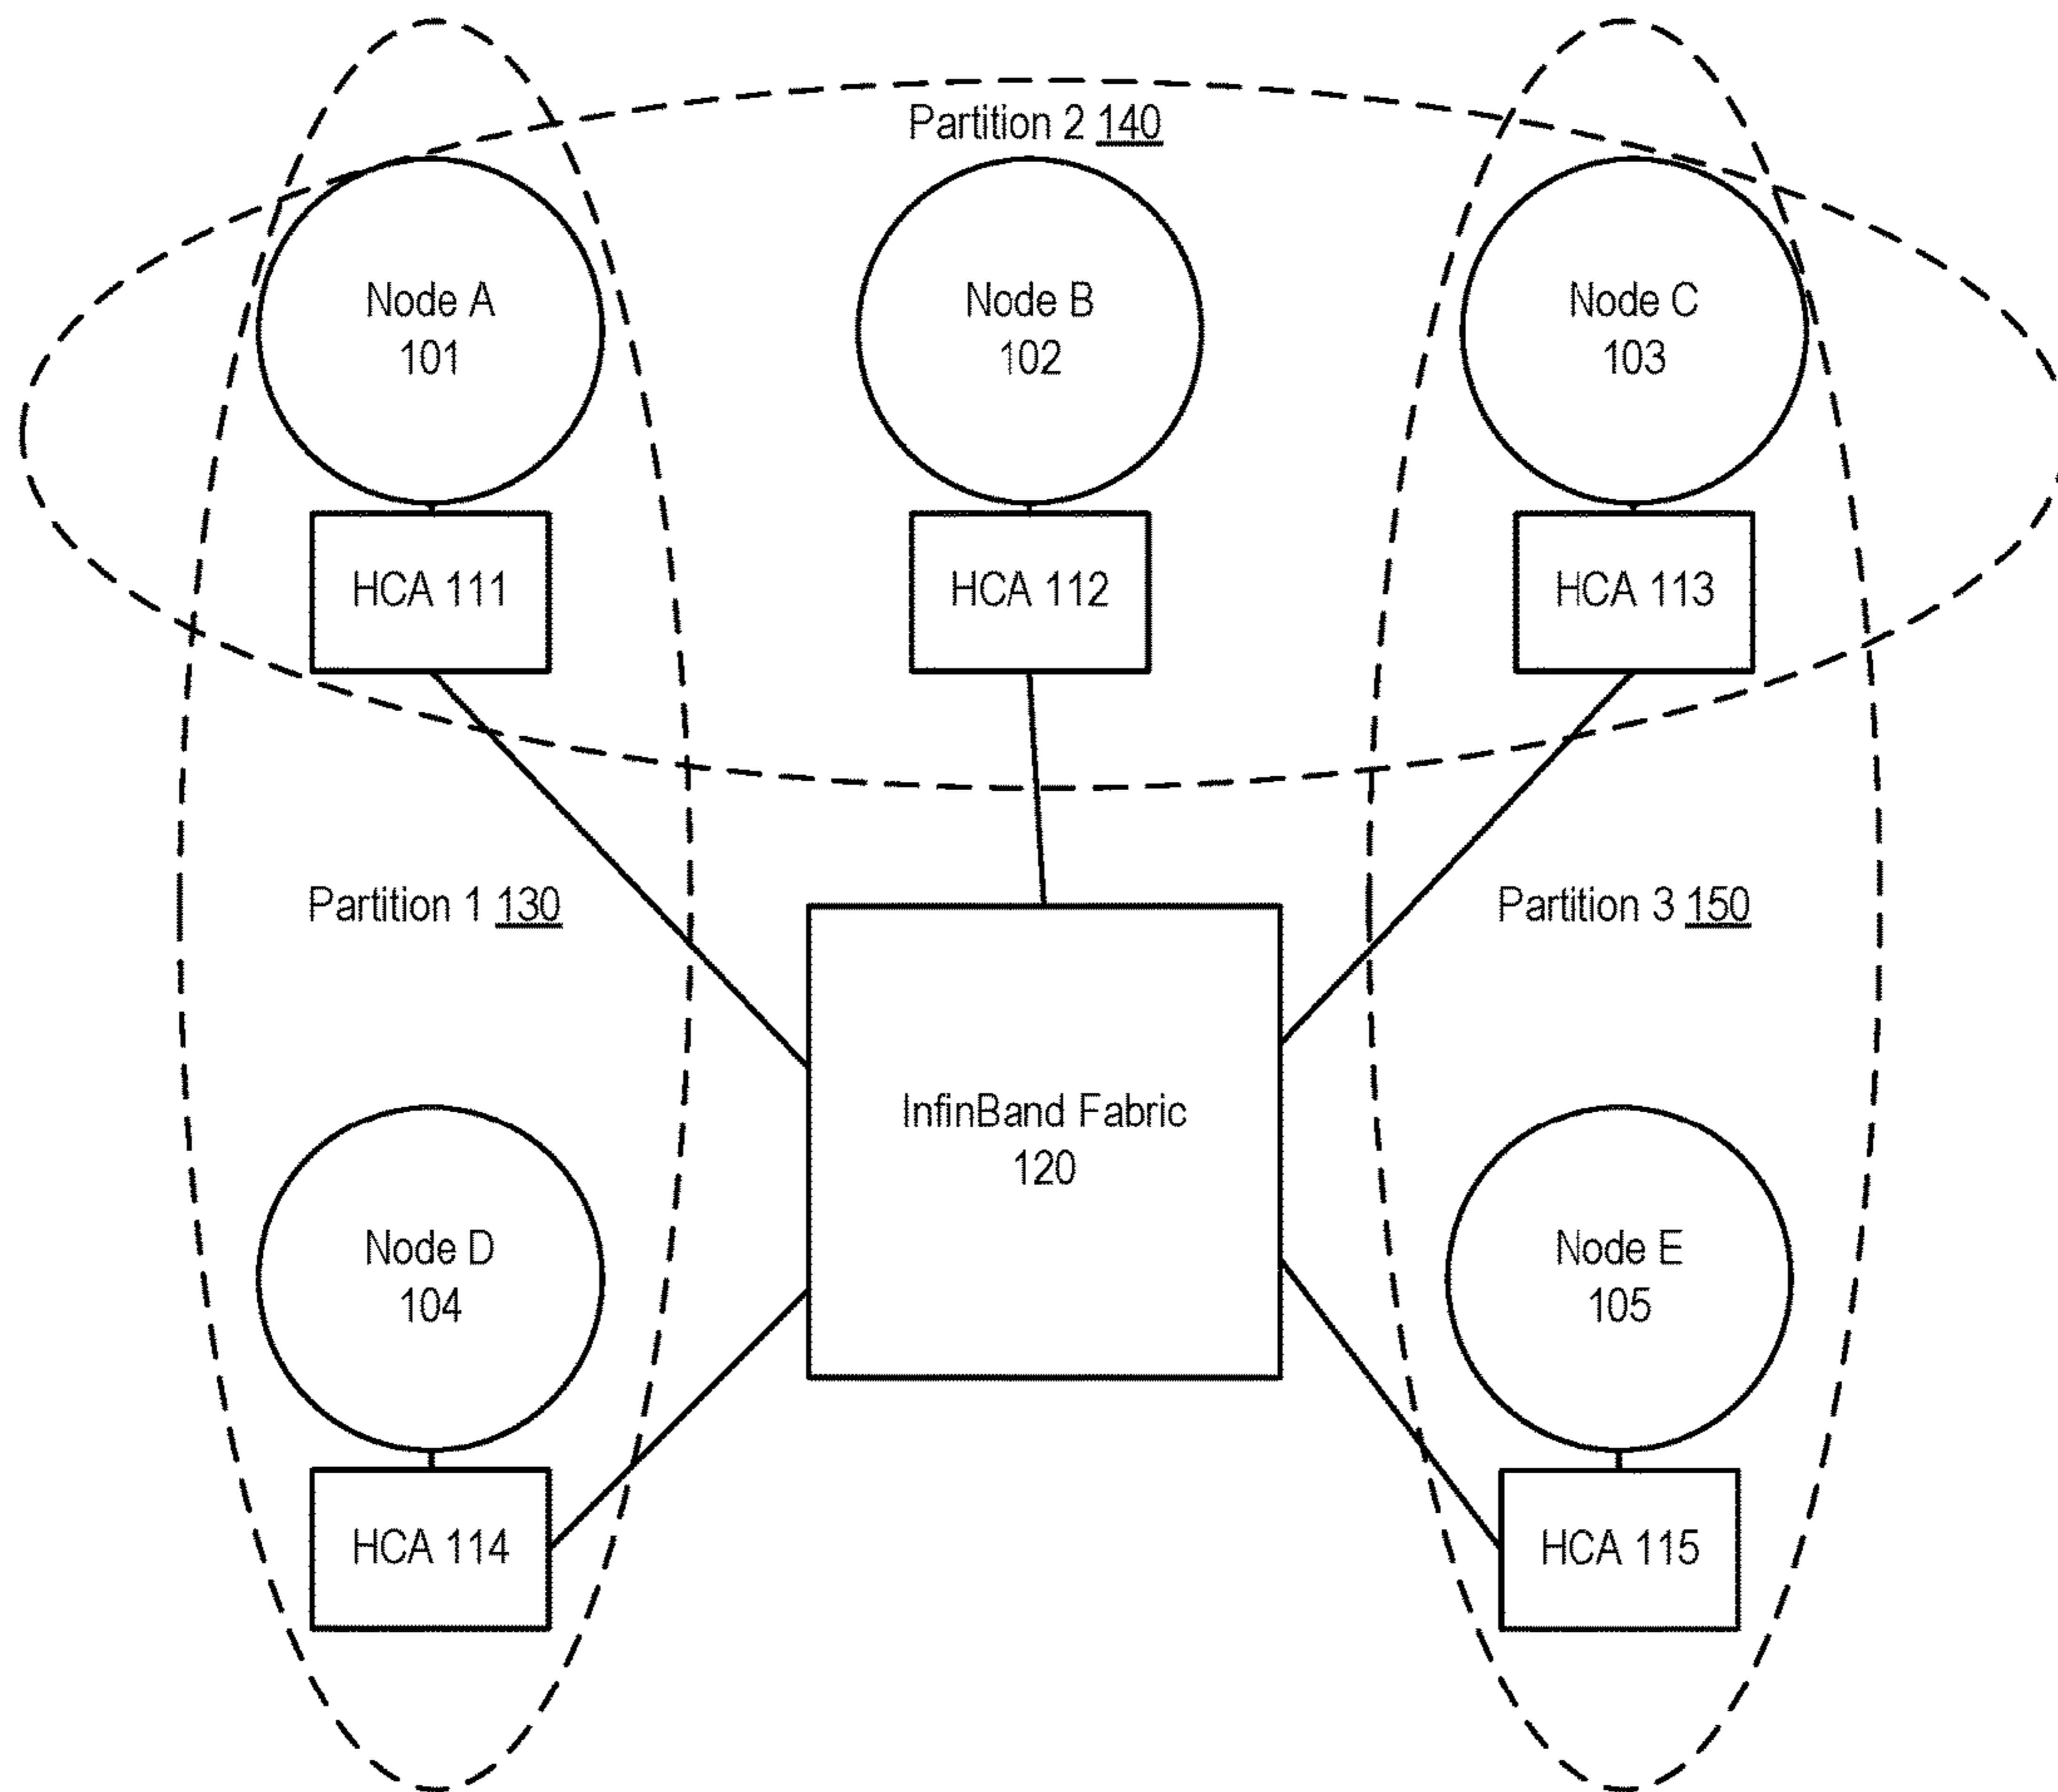 Partition 2 140
Node A
101
Node B
102
Node C
103
HCA 111
HCA 112
HCA 113
Partition 1 130
Partition 3 150
InfinBand Fabric
120
Node D
104
Node E
105
HCA 114
HCA 115